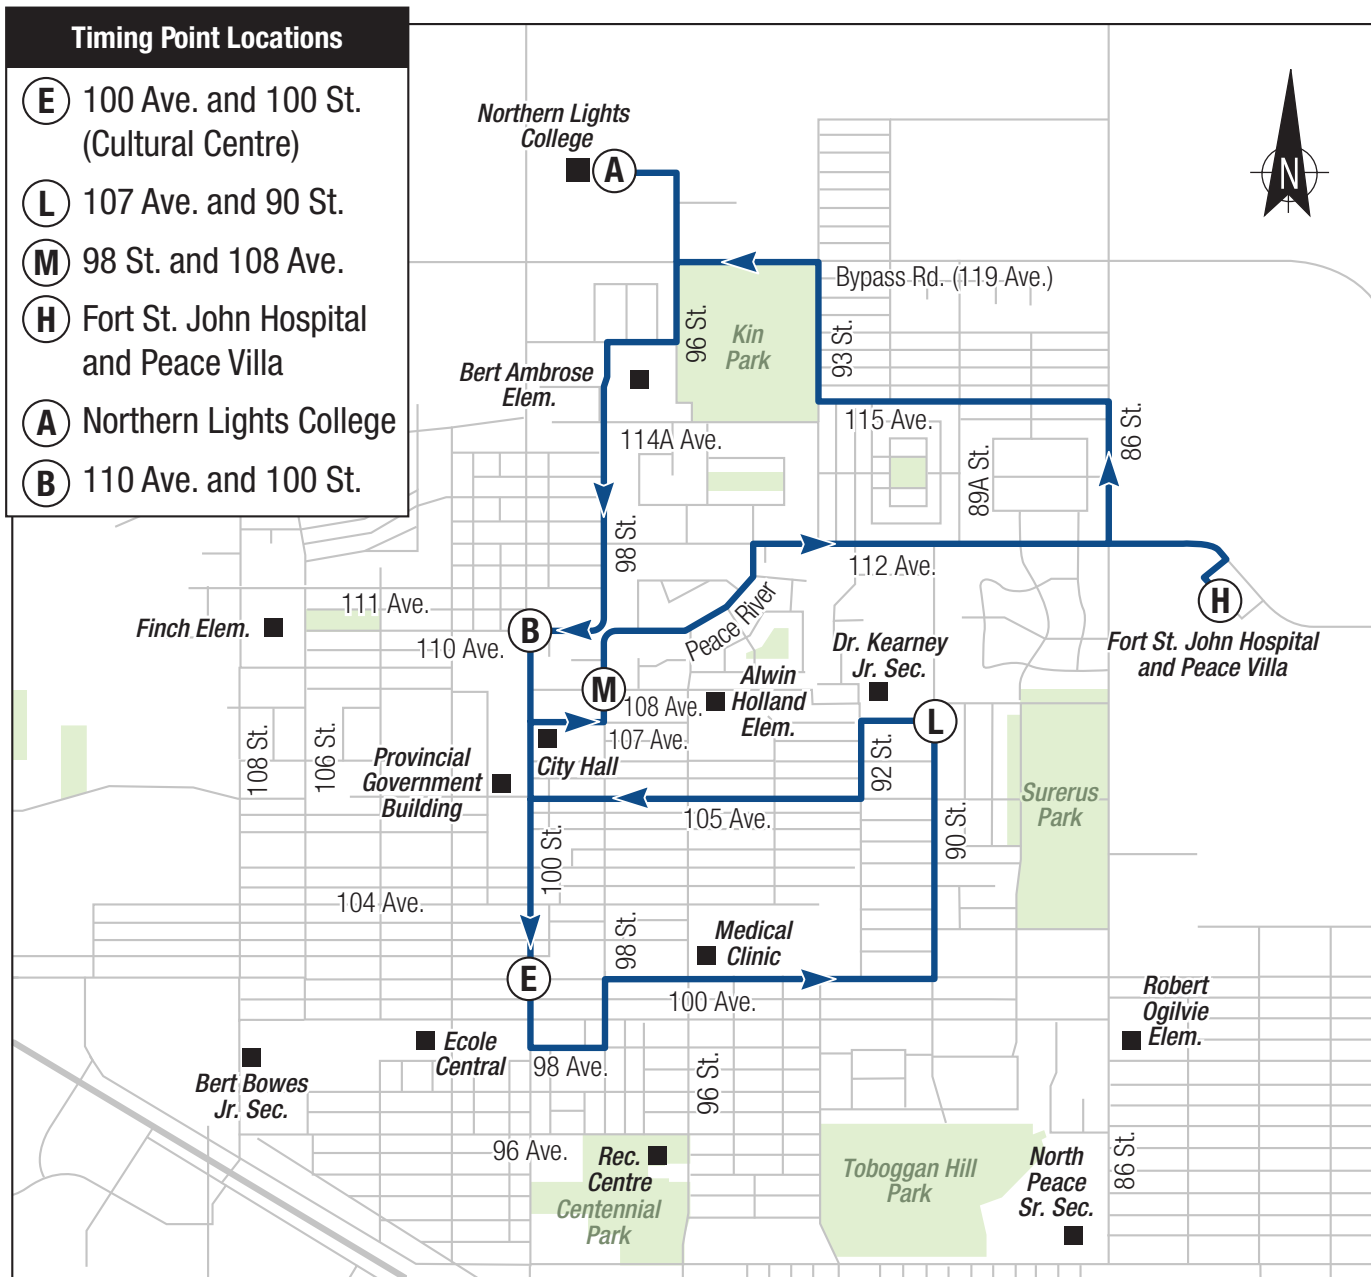 Timing Point Locations
E 100 Ave. and 100 St.
(Cultural Centre)
L 107 Ave. and 90 St.
M 98 St. and 108 Ave.
H Fort St. John Hospital
and Peace Villa
A Northern Lights College
B 110 Ave. and 100 St.
Northern Lights
College
A
N
Bypass Rd. (119 Ave.)
96 St.
Kin
Park
93 St.
Bert Ambrose
Elem.
114A Ave.
115 Ave.
86 St.
89A St.
98 St.
112 Ave.
111 Ave.
Finch Elem.
110 Ave.
B
Peace River
H
Fort St. John Hospital
and Peace Villa
Dr. Kearney
Jr. Sec.
M
108 Ave.
Alwin
Holland
Elem.
L
107 Ave.
City Hall
108 St.
106 St.
Provincial
Government
Building
92 St.
105 Ave.
90 St.
Surerus
Park
100 St.
104 Ave.
98 St.
Medical
Clinic
E
100 Ave.
Robert
Ogilvie
Elem.
Ecole
Central
98 Ave.
96 St.
Bert Bowes
Jr. Sec.
96 Ave.
Rec.
Centre
Centennial
Park
Toboggan Hill
Park
North
Peace
Sr. Sec.
86 St.